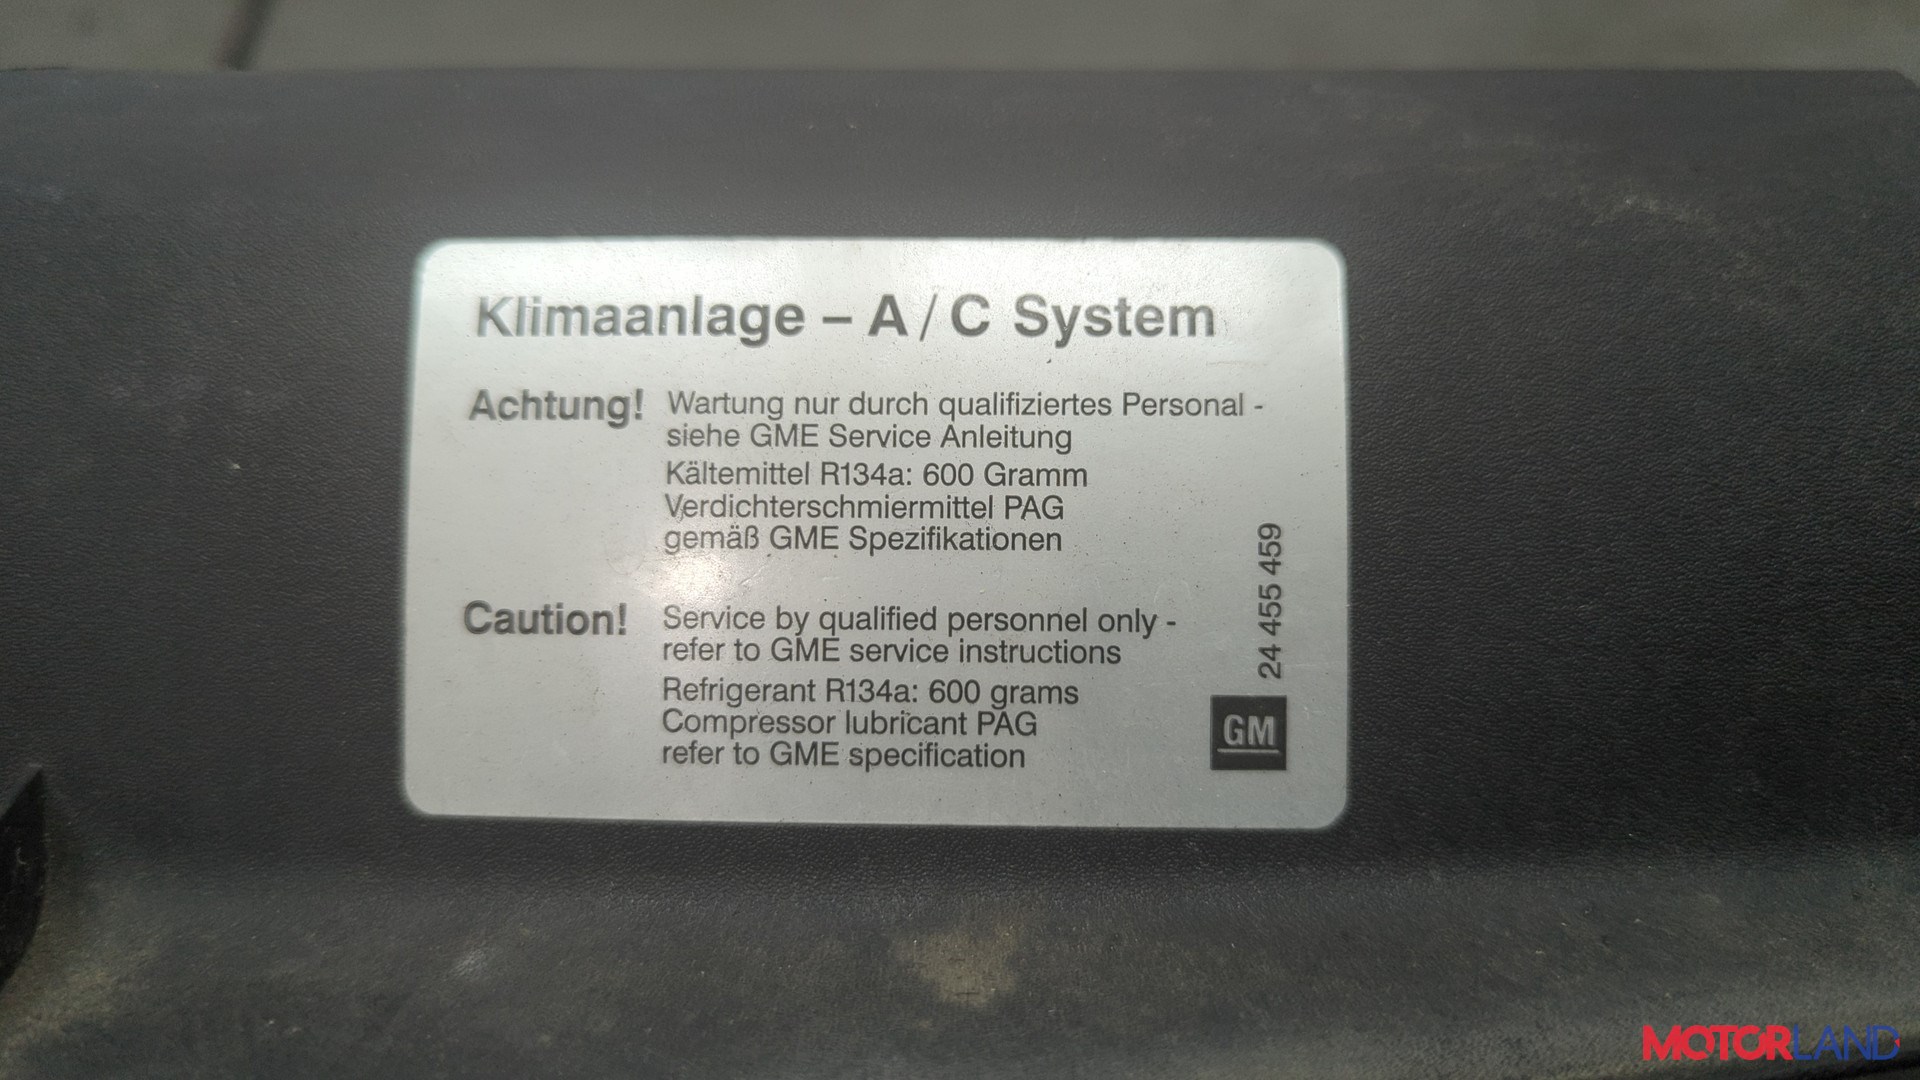 Klimaanlage – A/C System
Achtung! Wartung nur durch qualifiziertes Personal -
siehe GME Service Anleitung
Kältemittel R134a: 600 Gramm
Verdichterschmiermittel PAG
gemäß GME Spezifikationen
Caution! Service by qualified personnel only -
refer to GME service instructions
Refrigerant R134a: 600 grams
Compressor lubricant PAG
refer to GME specification
24 455 459
GM
MOTORLAND